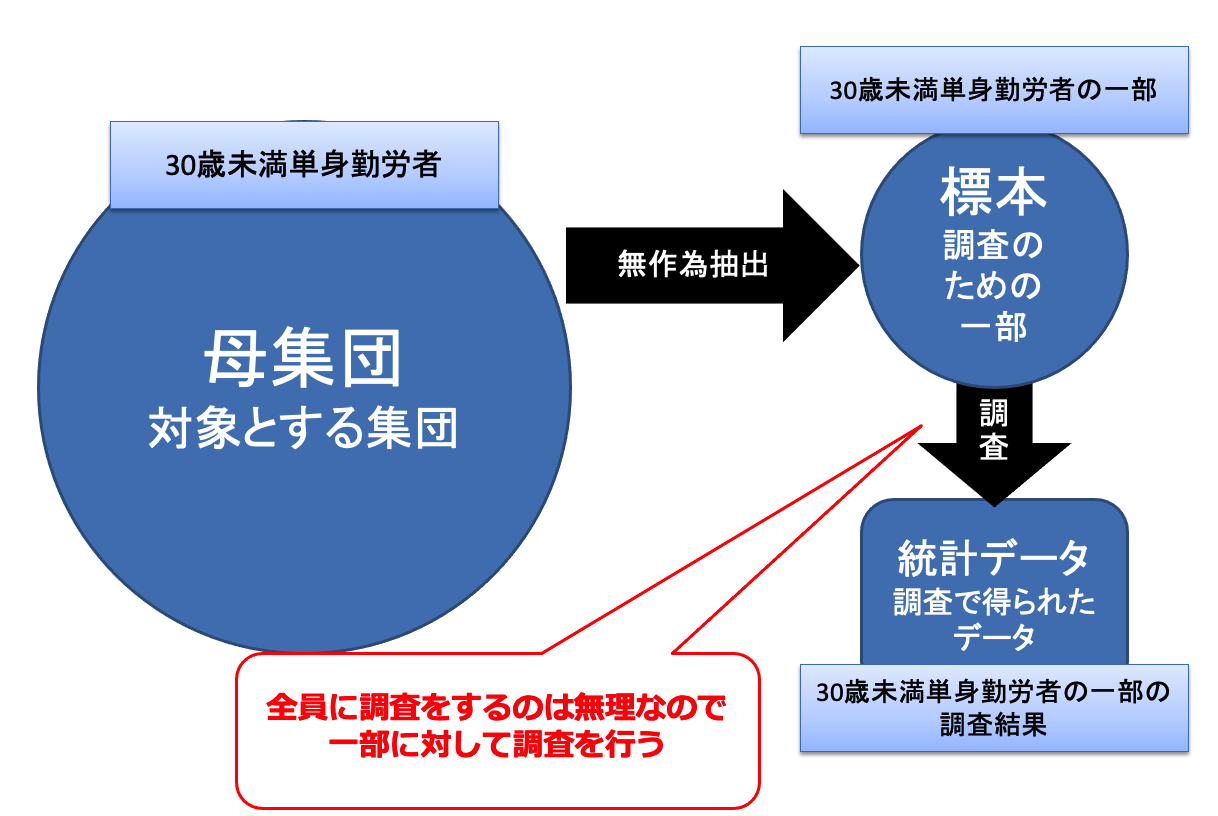 30歳未満単身勤労者
母集団
対象とする集団
無作為抽出
30歳未満単身勤労者の一部
標本
調査の
ための
一部
調
査
統計データ
調査で得られた
データ
30歳未満単身勤労者の一部の
調査結果
全員に調査をするのは無理なので
一部に対して調査を行う